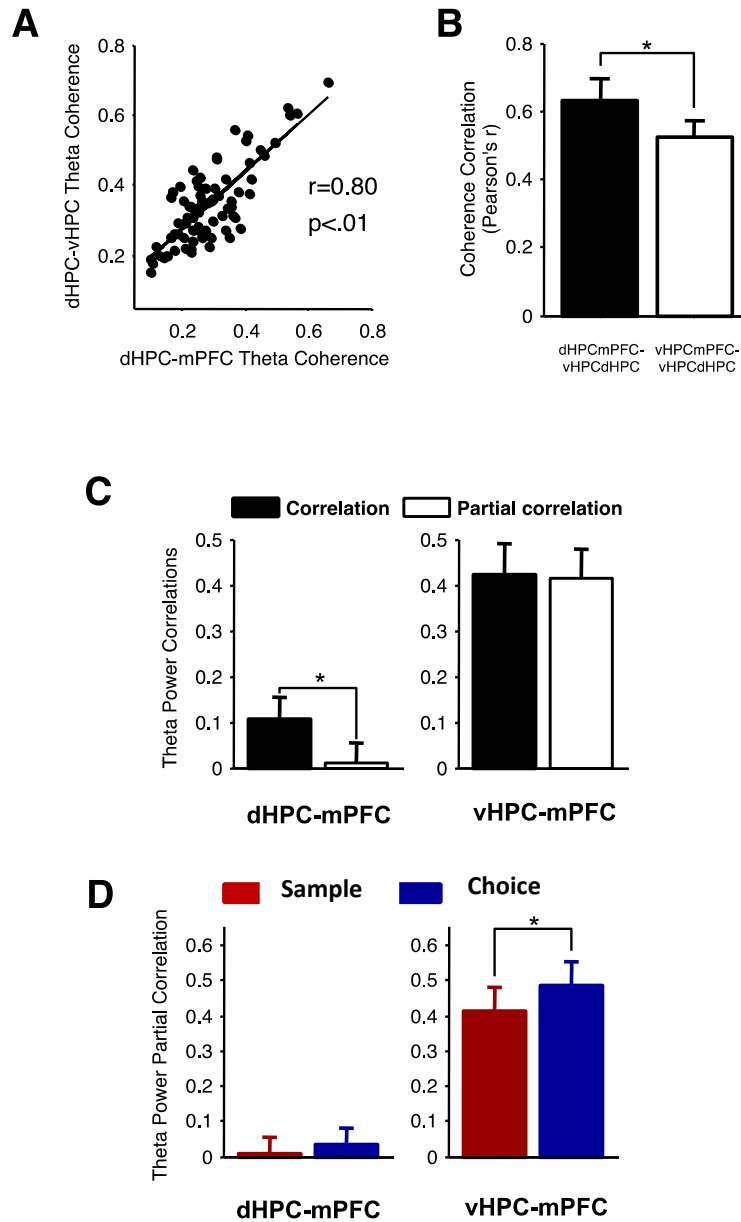 A
0.8
0.6
0.4
0.2
dHPC-vHPC Theta Coherence
r=0.80
p<.01
0.2 0.4 0.6 0.8
dHPC-mPFC Theta Coherence
B
0.8
0.6
0.4
0.2
0
Coherence Correlation
(Pearson's r)
*
dHPCmPFC-
vHPCdHPC
vHPCmPFC-
vHPCdHPC
C
Correlation Partial correlation
Theta Power Correlations
0.5
0.4
0.3
0.2
0.1
0
*
dHPC-mPFC
0.5
0.4
0.3
0.2
0.1
0
vHPC-mPFC
D
Sample Choice
Theta Power Partial Correlation
0.6
0.5
0.4
0.3
0.2
0.1
0
dHPC-mPFC
0.6
0.5
0.4
0.3
0.2
0.1
0
*
vHPC-mPFC